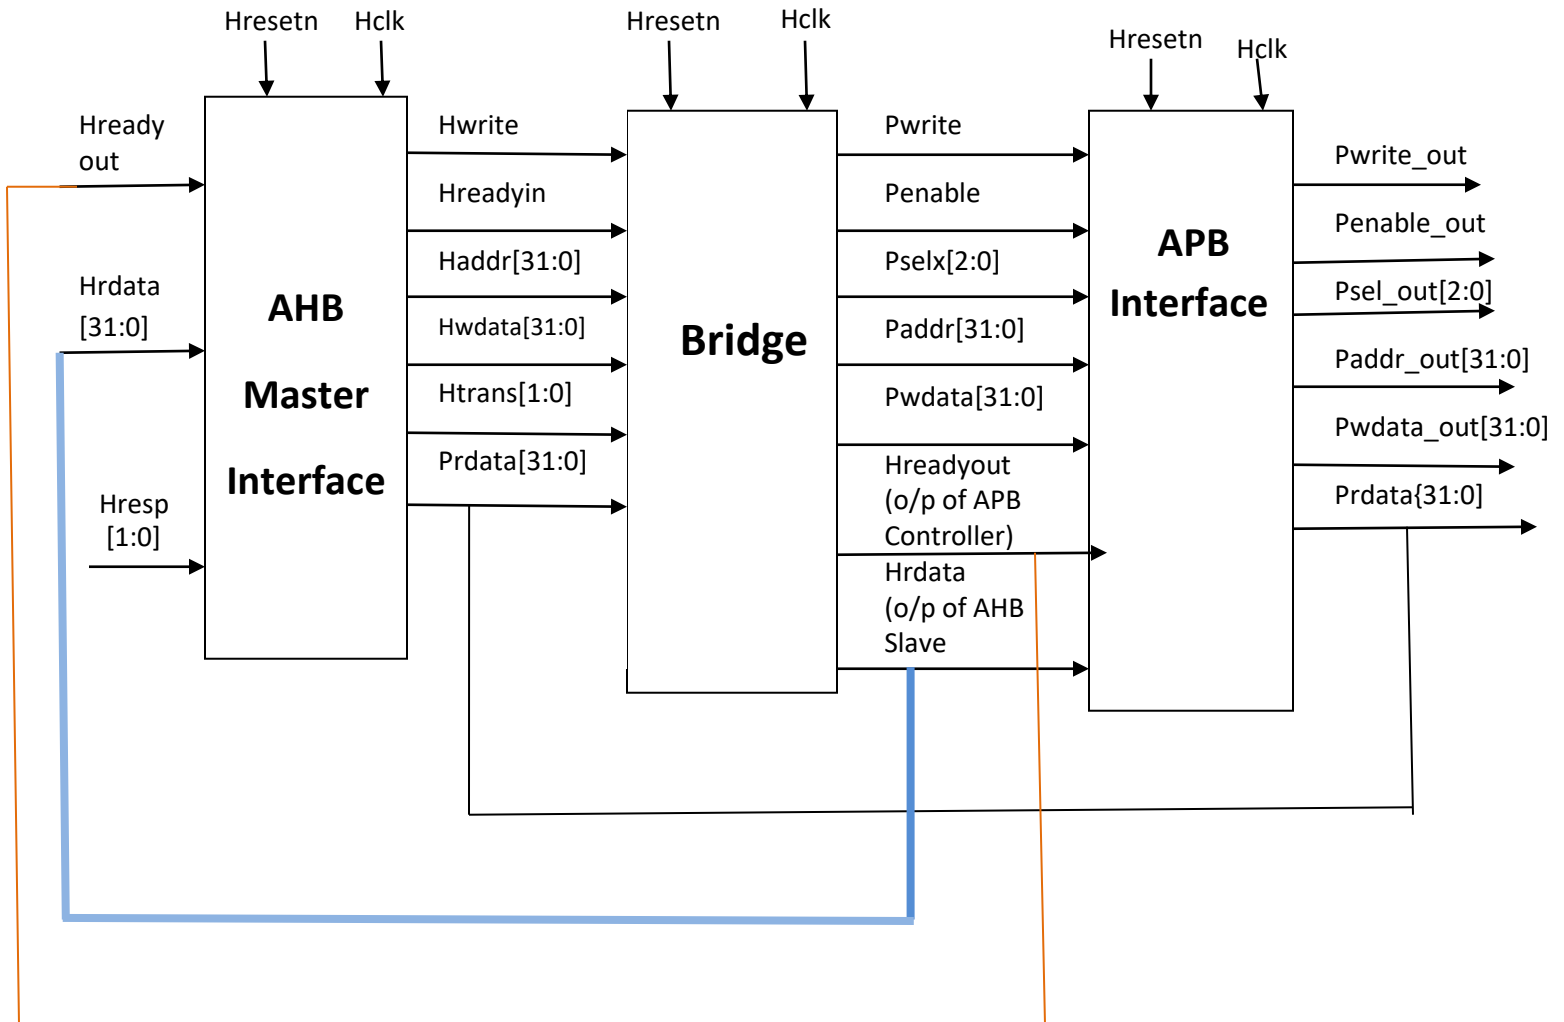 Hresetn
Hclk
Hresetn
Hclk
Hresetn
Hclk
Hready
out
Hrdata
[31:0]
Hresp
[1:0]
AHB
Master
Interface
Hwrite
Hreadyin
Haddr[31:0]
Hwdata[31:0]
Htrans[1:0]
Prdata[31:0]
Bridge
Pwrite
Penable
Pselx[2:0]
Paddr[31:0]
Pwdata[31:0]
Hreadyout
(o/p of APB
Controller)
Hrdata
(o/p of AHB
Slave
APB
Interface
Pwrite_out
Penable_out
Psel_out[2:0]
Paddr_out[31:0]
Pwdata_out[31:0]
Prdata{31:0]